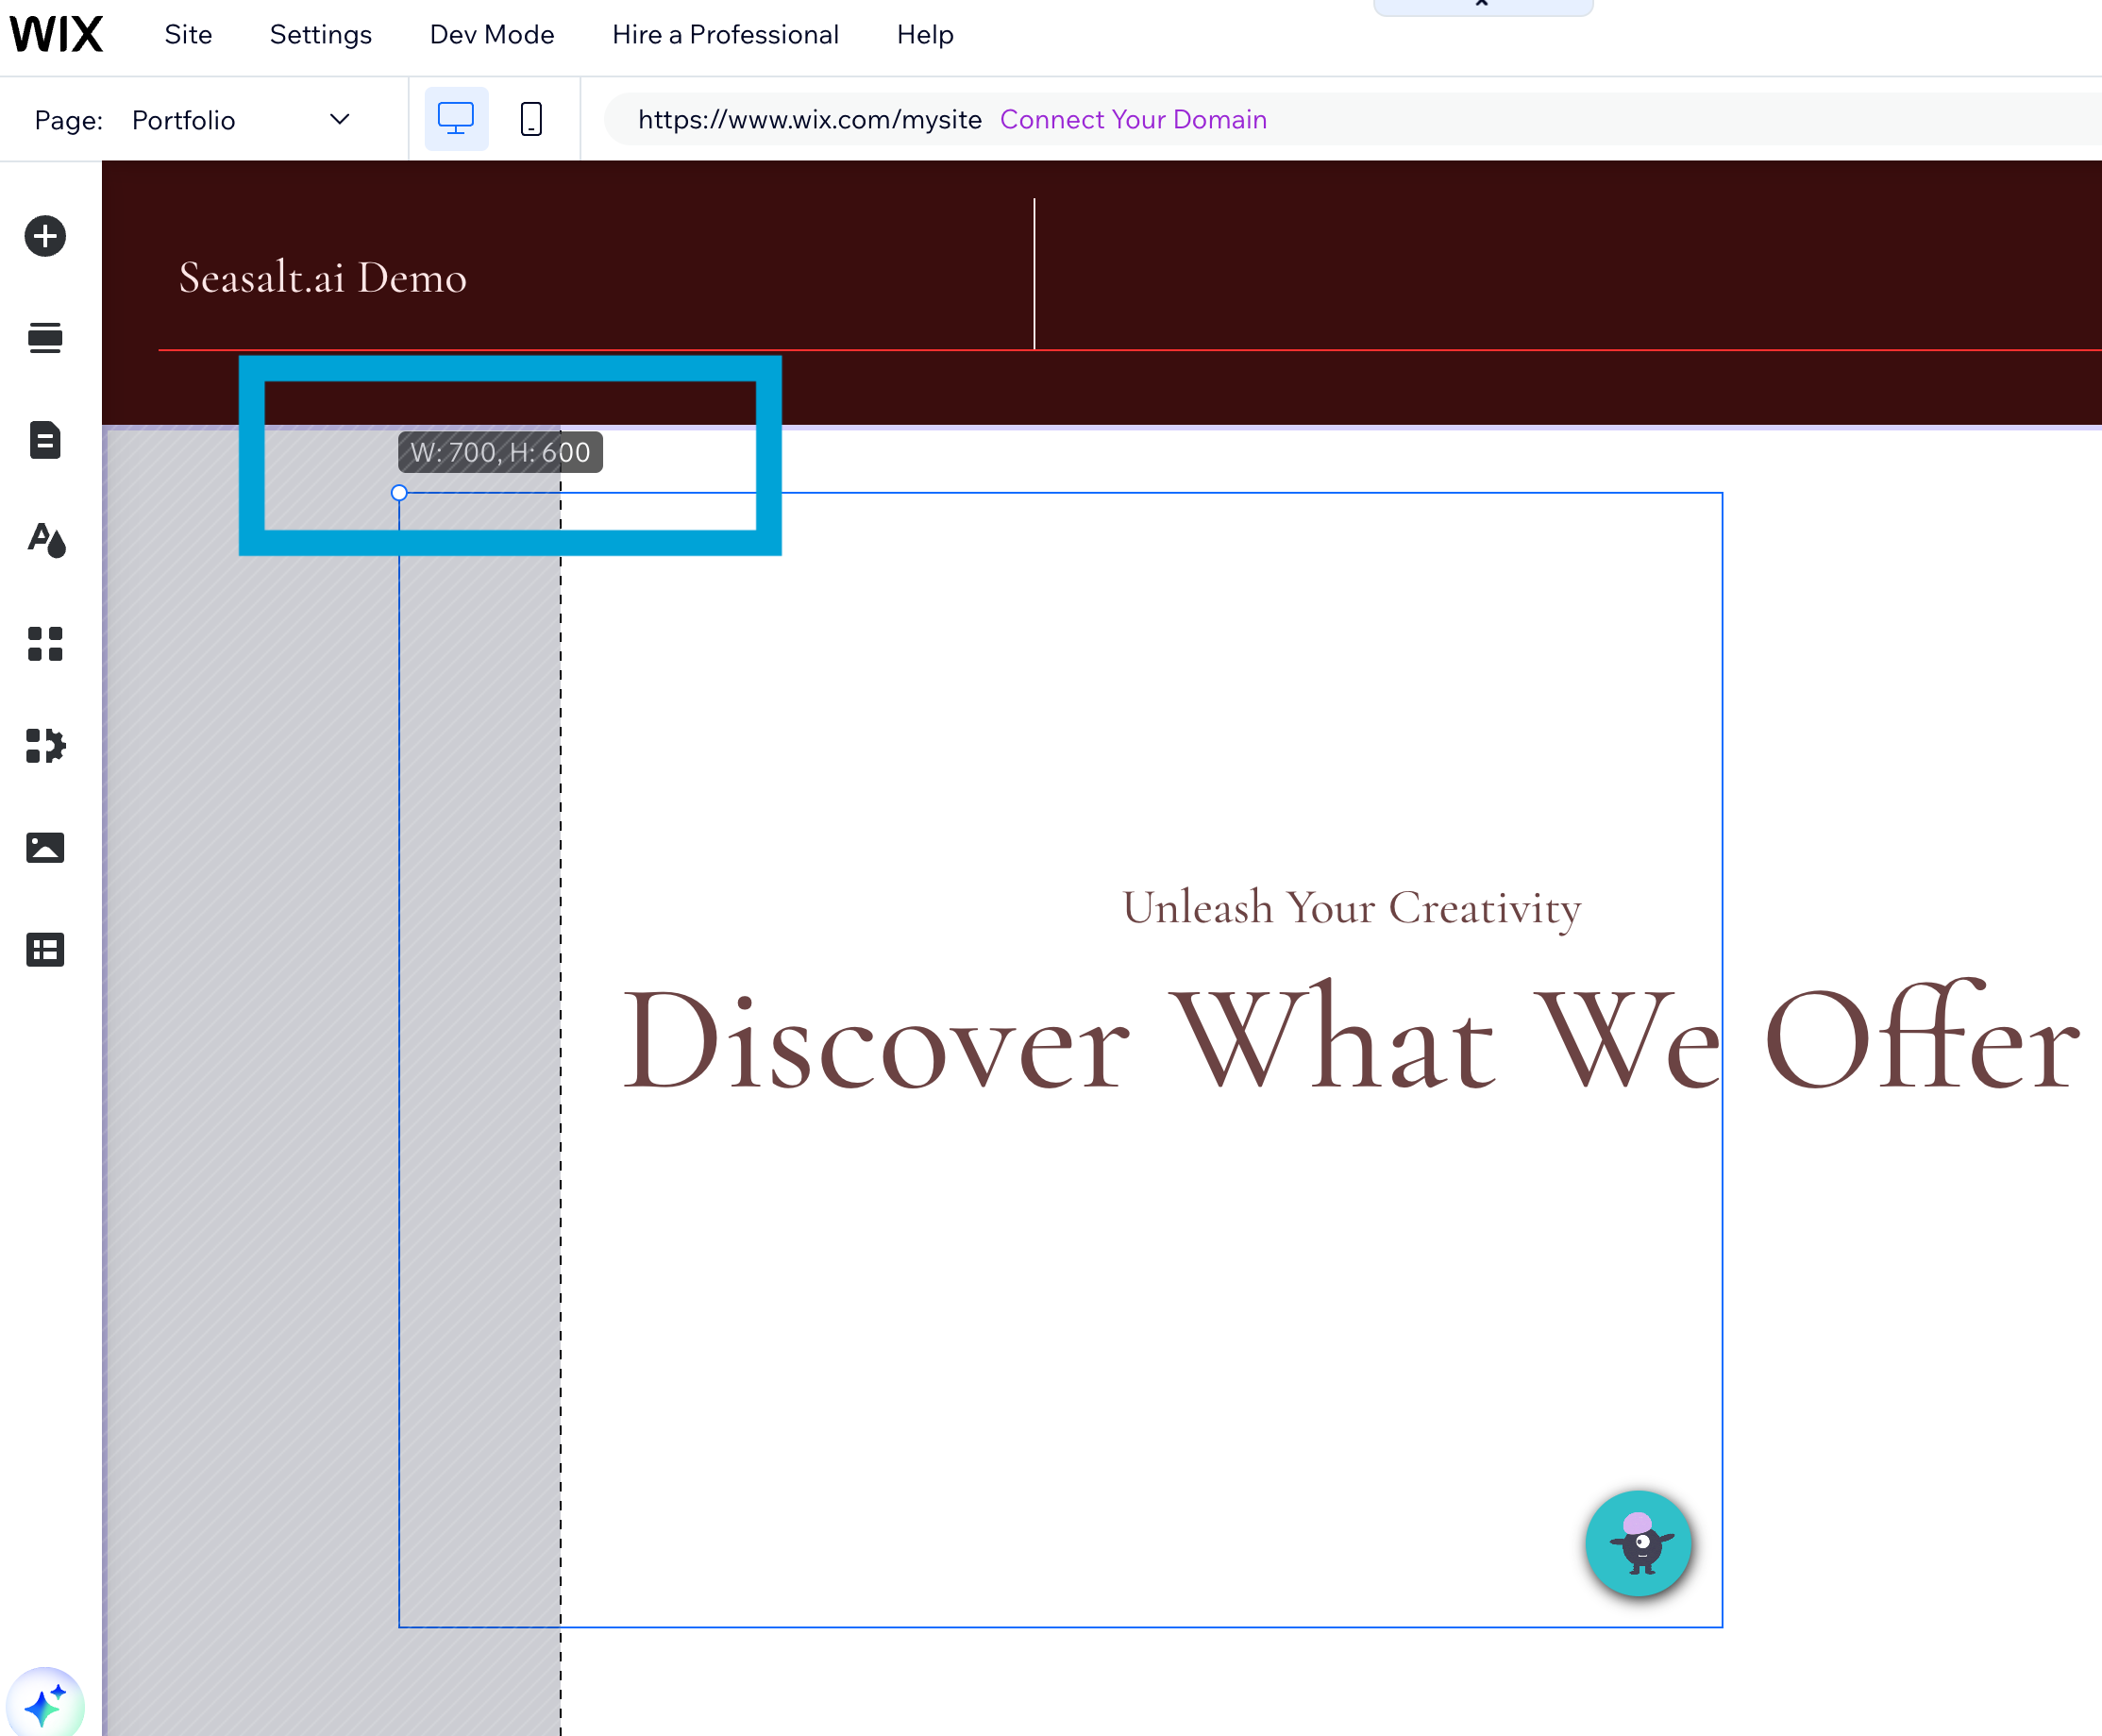 WIX Site Settings Dev Mode Hire a Professional Help
Page: Portfolio https://www.wix.com/mysite Connect Your Domain
Seasalt.ai Demo
W: 700, H: 600
Unleash Your Creativity
Discover What We Offer